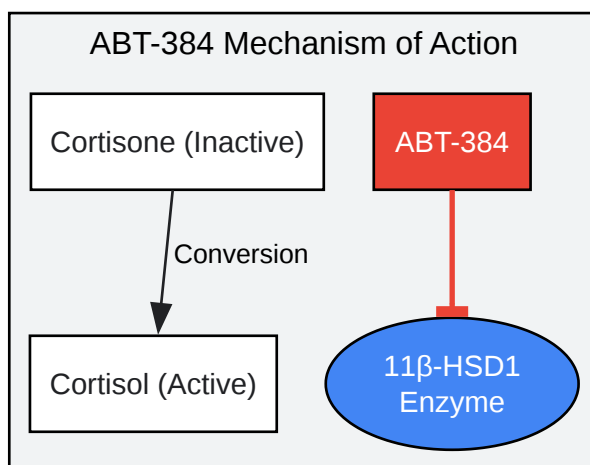 ABT-384 Mechanism of Action
Cortisone (Inactive)
ABT-384
Conversion
Cortisol (Active)
11β-HSD1
Enzyme